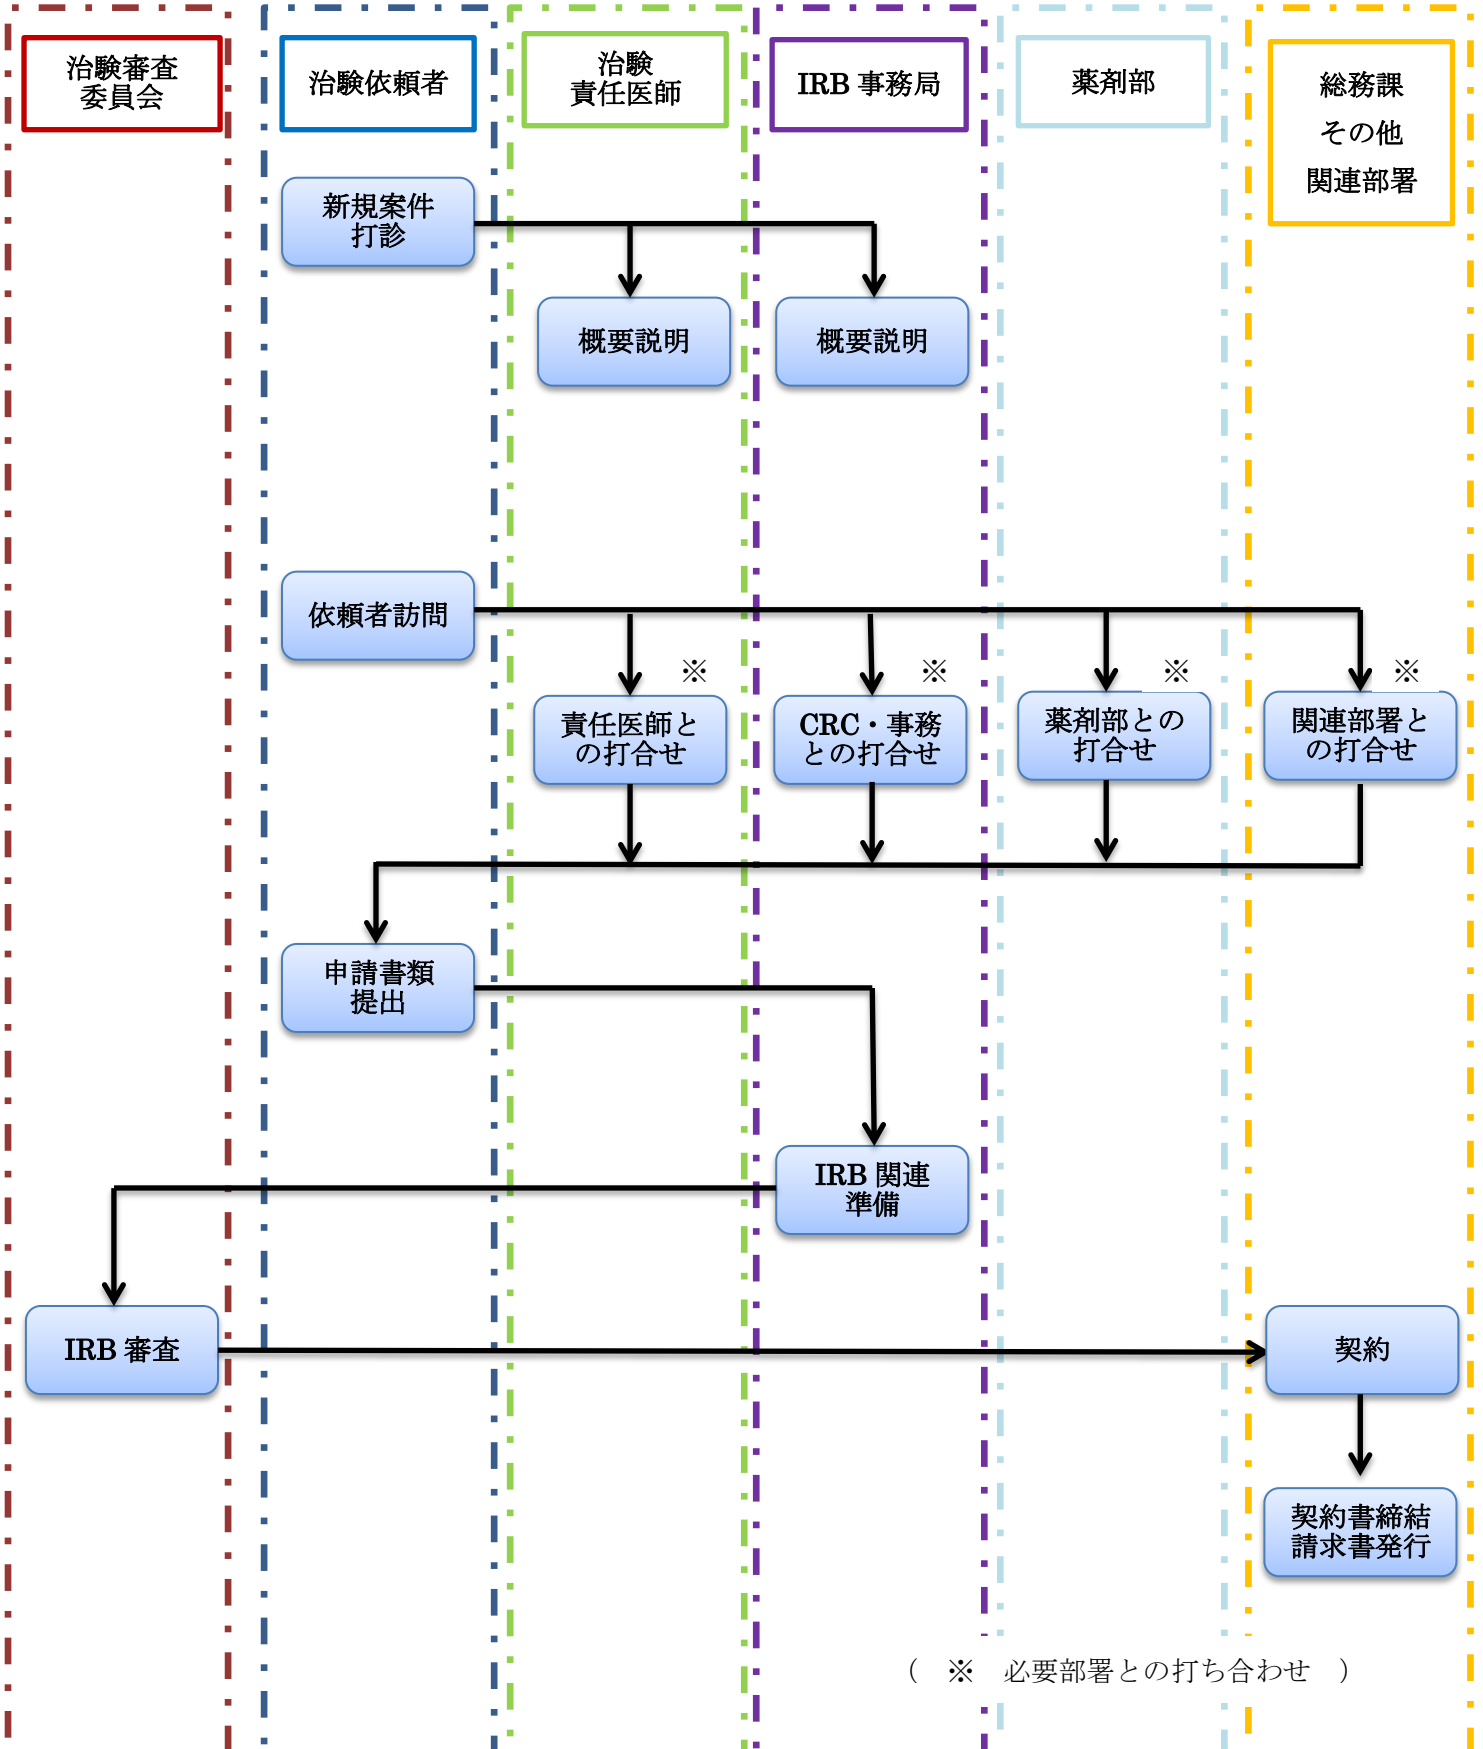 治験審査
委員会
治験依頼者
治験
責任医師
IRB 事務局
薬剤部
総務課
その他
関連部署
新規案件
打診
概要説明
概要説明
依頼者訪問
※
※
※
※
責任医師と
の打合せ
CRC・事務
との打合せ
薬剤部との
打合せ
関連部署と
の打合せ
申請書類
提出
IRB 関連
準備
IRB 審査
契約
契約書締結
請求書発行
（　※　必要部署との打ち合わせ　）